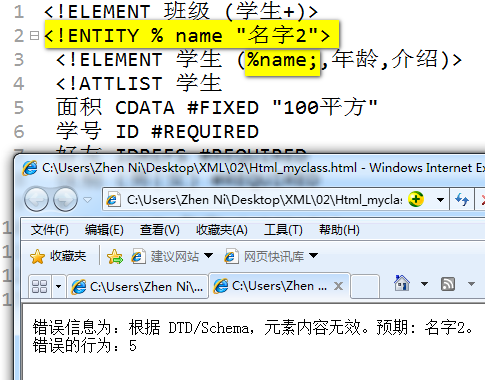 1 <!ELEMENT 班级 (学生+)>
2 <!ENTITY % name "名字2">
3 <!ELEMENT 学生 (%name;,年龄,介绍)>
4 <!ATTLIST 学生
5 面积 CDATA #FIXED "100平方"
6 学号 ID #REQUIRED
C:\Users\Zhen Ni\Desktop\XML\02\Html_myclass.html - Windows Internet Ex
C:\Users\Zhen Ni\Desktop\XML\02\Html_myclas
文件(F) 编辑(E) 查看(V) 收藏夹(A) 工具(T) 帮助(H)
收藏夹 建议网站 网页快讯库
C:\Users\Zhen Ni\... C:\Users\Zhen ...
错误信息为：根据 DTD/Schema，元素内容无效。预期: 名字2。
错误的行为：5